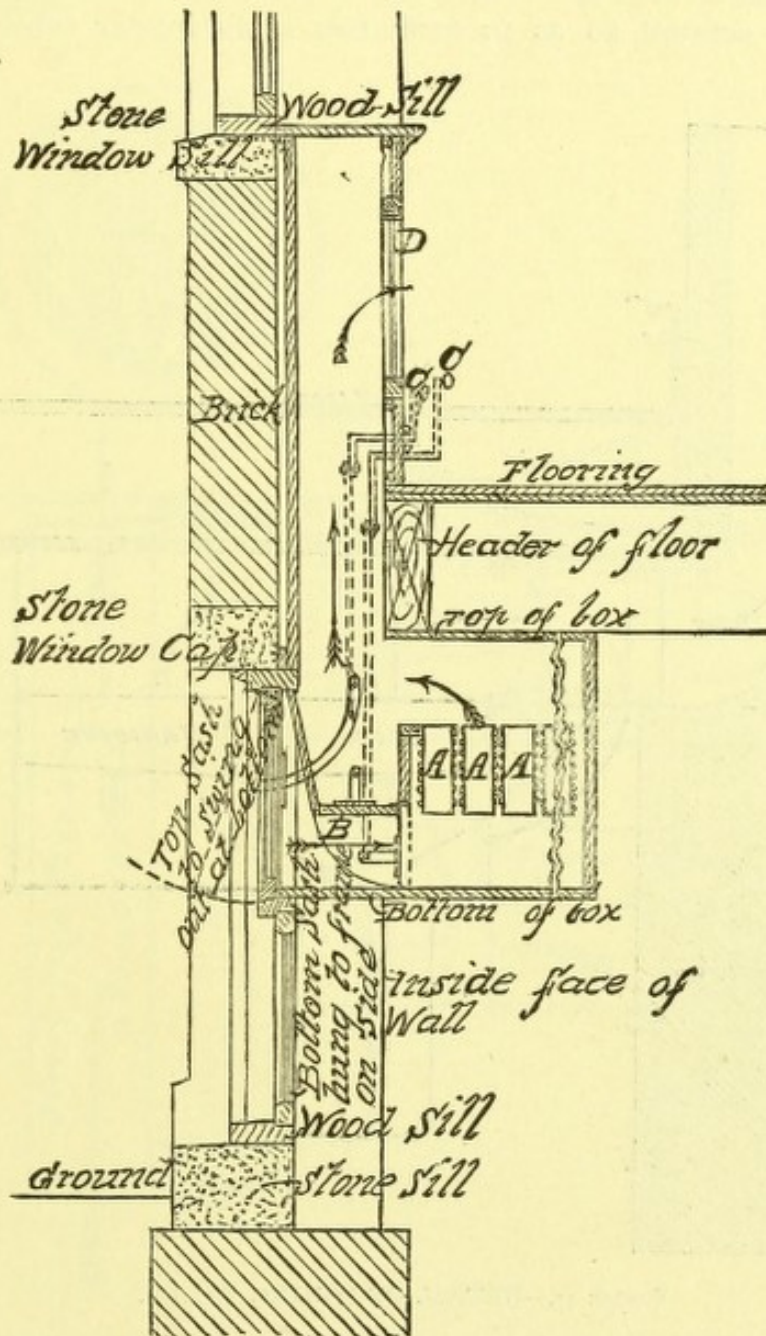 Wood Sill
Stone
Window Sill
D
C C
Brick
Flooring
Header of floor
Top of box
Stone
Window Cap
A A A
Top Sash
to swing
out at bottom
B
Bottom of box
Bottom Sash
hung to frame
on side
Inside face of
Wall
Wood Sill
Ground
Stone Sill